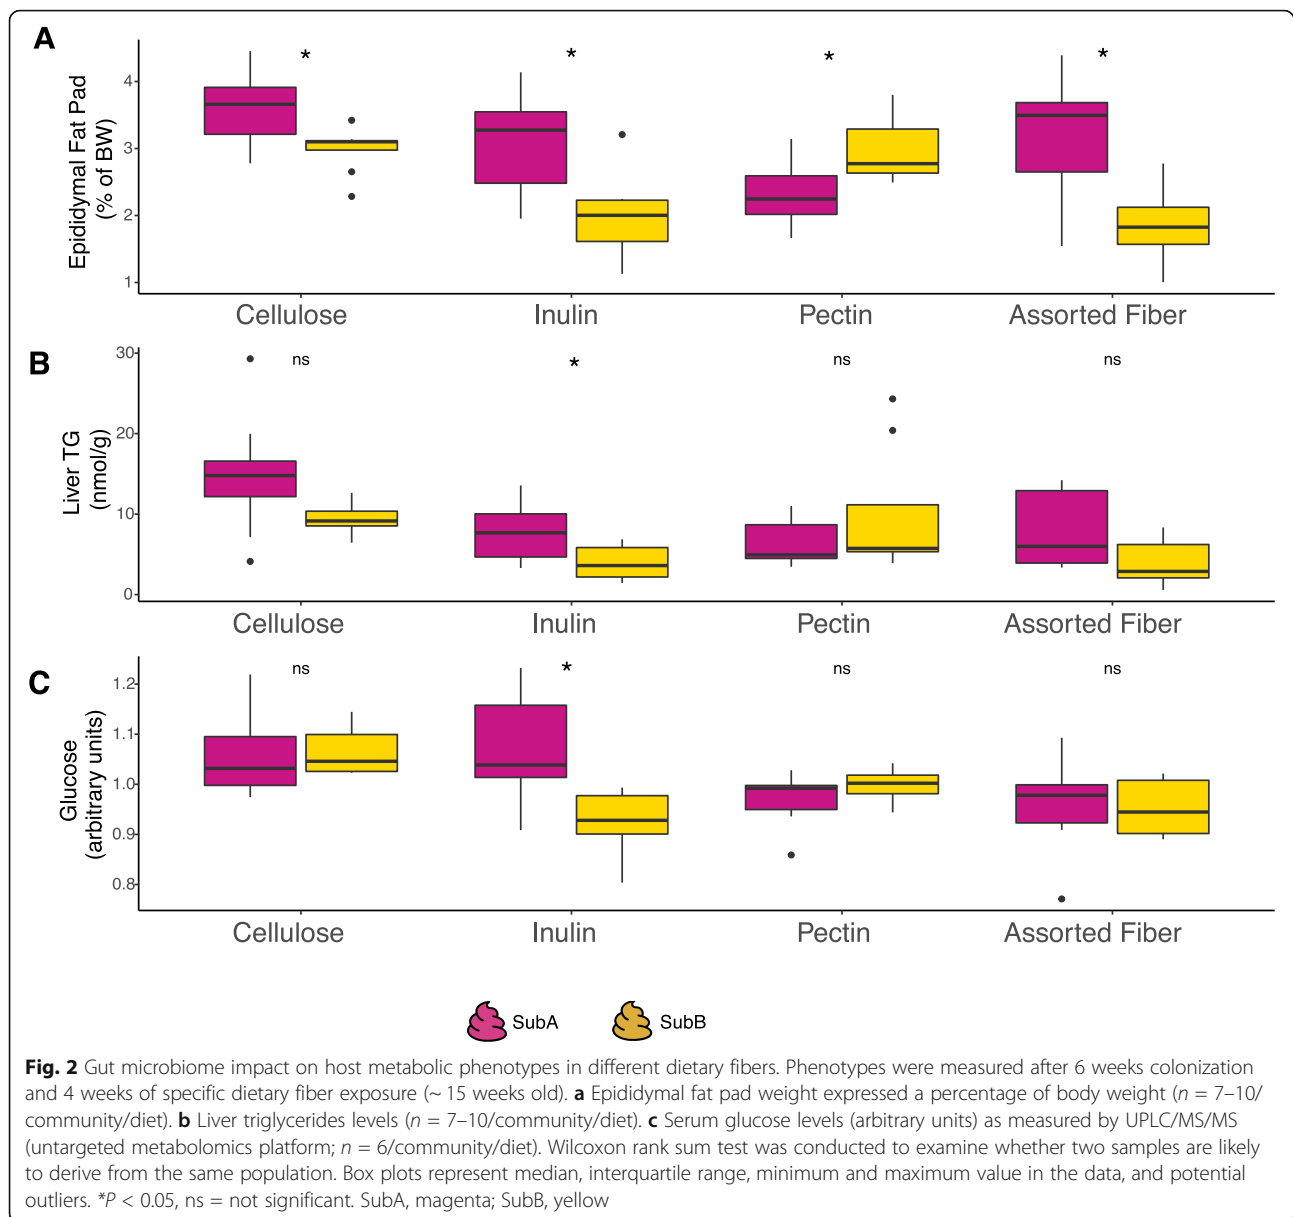 A
Epididymal Fat Pad
(% of BW)
4
3
2
1
*
*
*
*
Cellulose
Inulin
Pectin
Assorted Fiber
B
Liver TG
(nmol/g)
30
20
10
0
ns
*
ns
ns
Cellulose
Inulin
Pectin
Assorted Fiber
C
Glucose
(arbitrary units)
1.2
1.1
1.0
0.9
0.8
ns
*
ns
ns
Cellulose
Inulin
Pectin
Assorted Fiber
SubA
SubB
Fig. 2 Gut microbiome impact on host metabolic phenotypes in different dietary fibers. Phenotypes were measured after 6 weeks colonization
and 4 weeks of specific dietary fiber exposure (~ 15 weeks old). a Epididymal fat pad weight expressed a percentage of body weight (n = 7–10/
community/diet). b Liver triglycerides levels (n = 7–10/community/diet). c Serum glucose levels (arbitrary units) as measured by UPLC/MS/MS
(untargeted metabolomics platform; n = 6/community/diet). Wilcoxon rank sum test was conducted to examine whether two samples are likely
to derive from the same population. Box plots represent median, interquartile range, minimum and maximum value in the data, and potential
outliers. *P < 0.05, ns = not significant. SubA, magenta; SubB, yellow